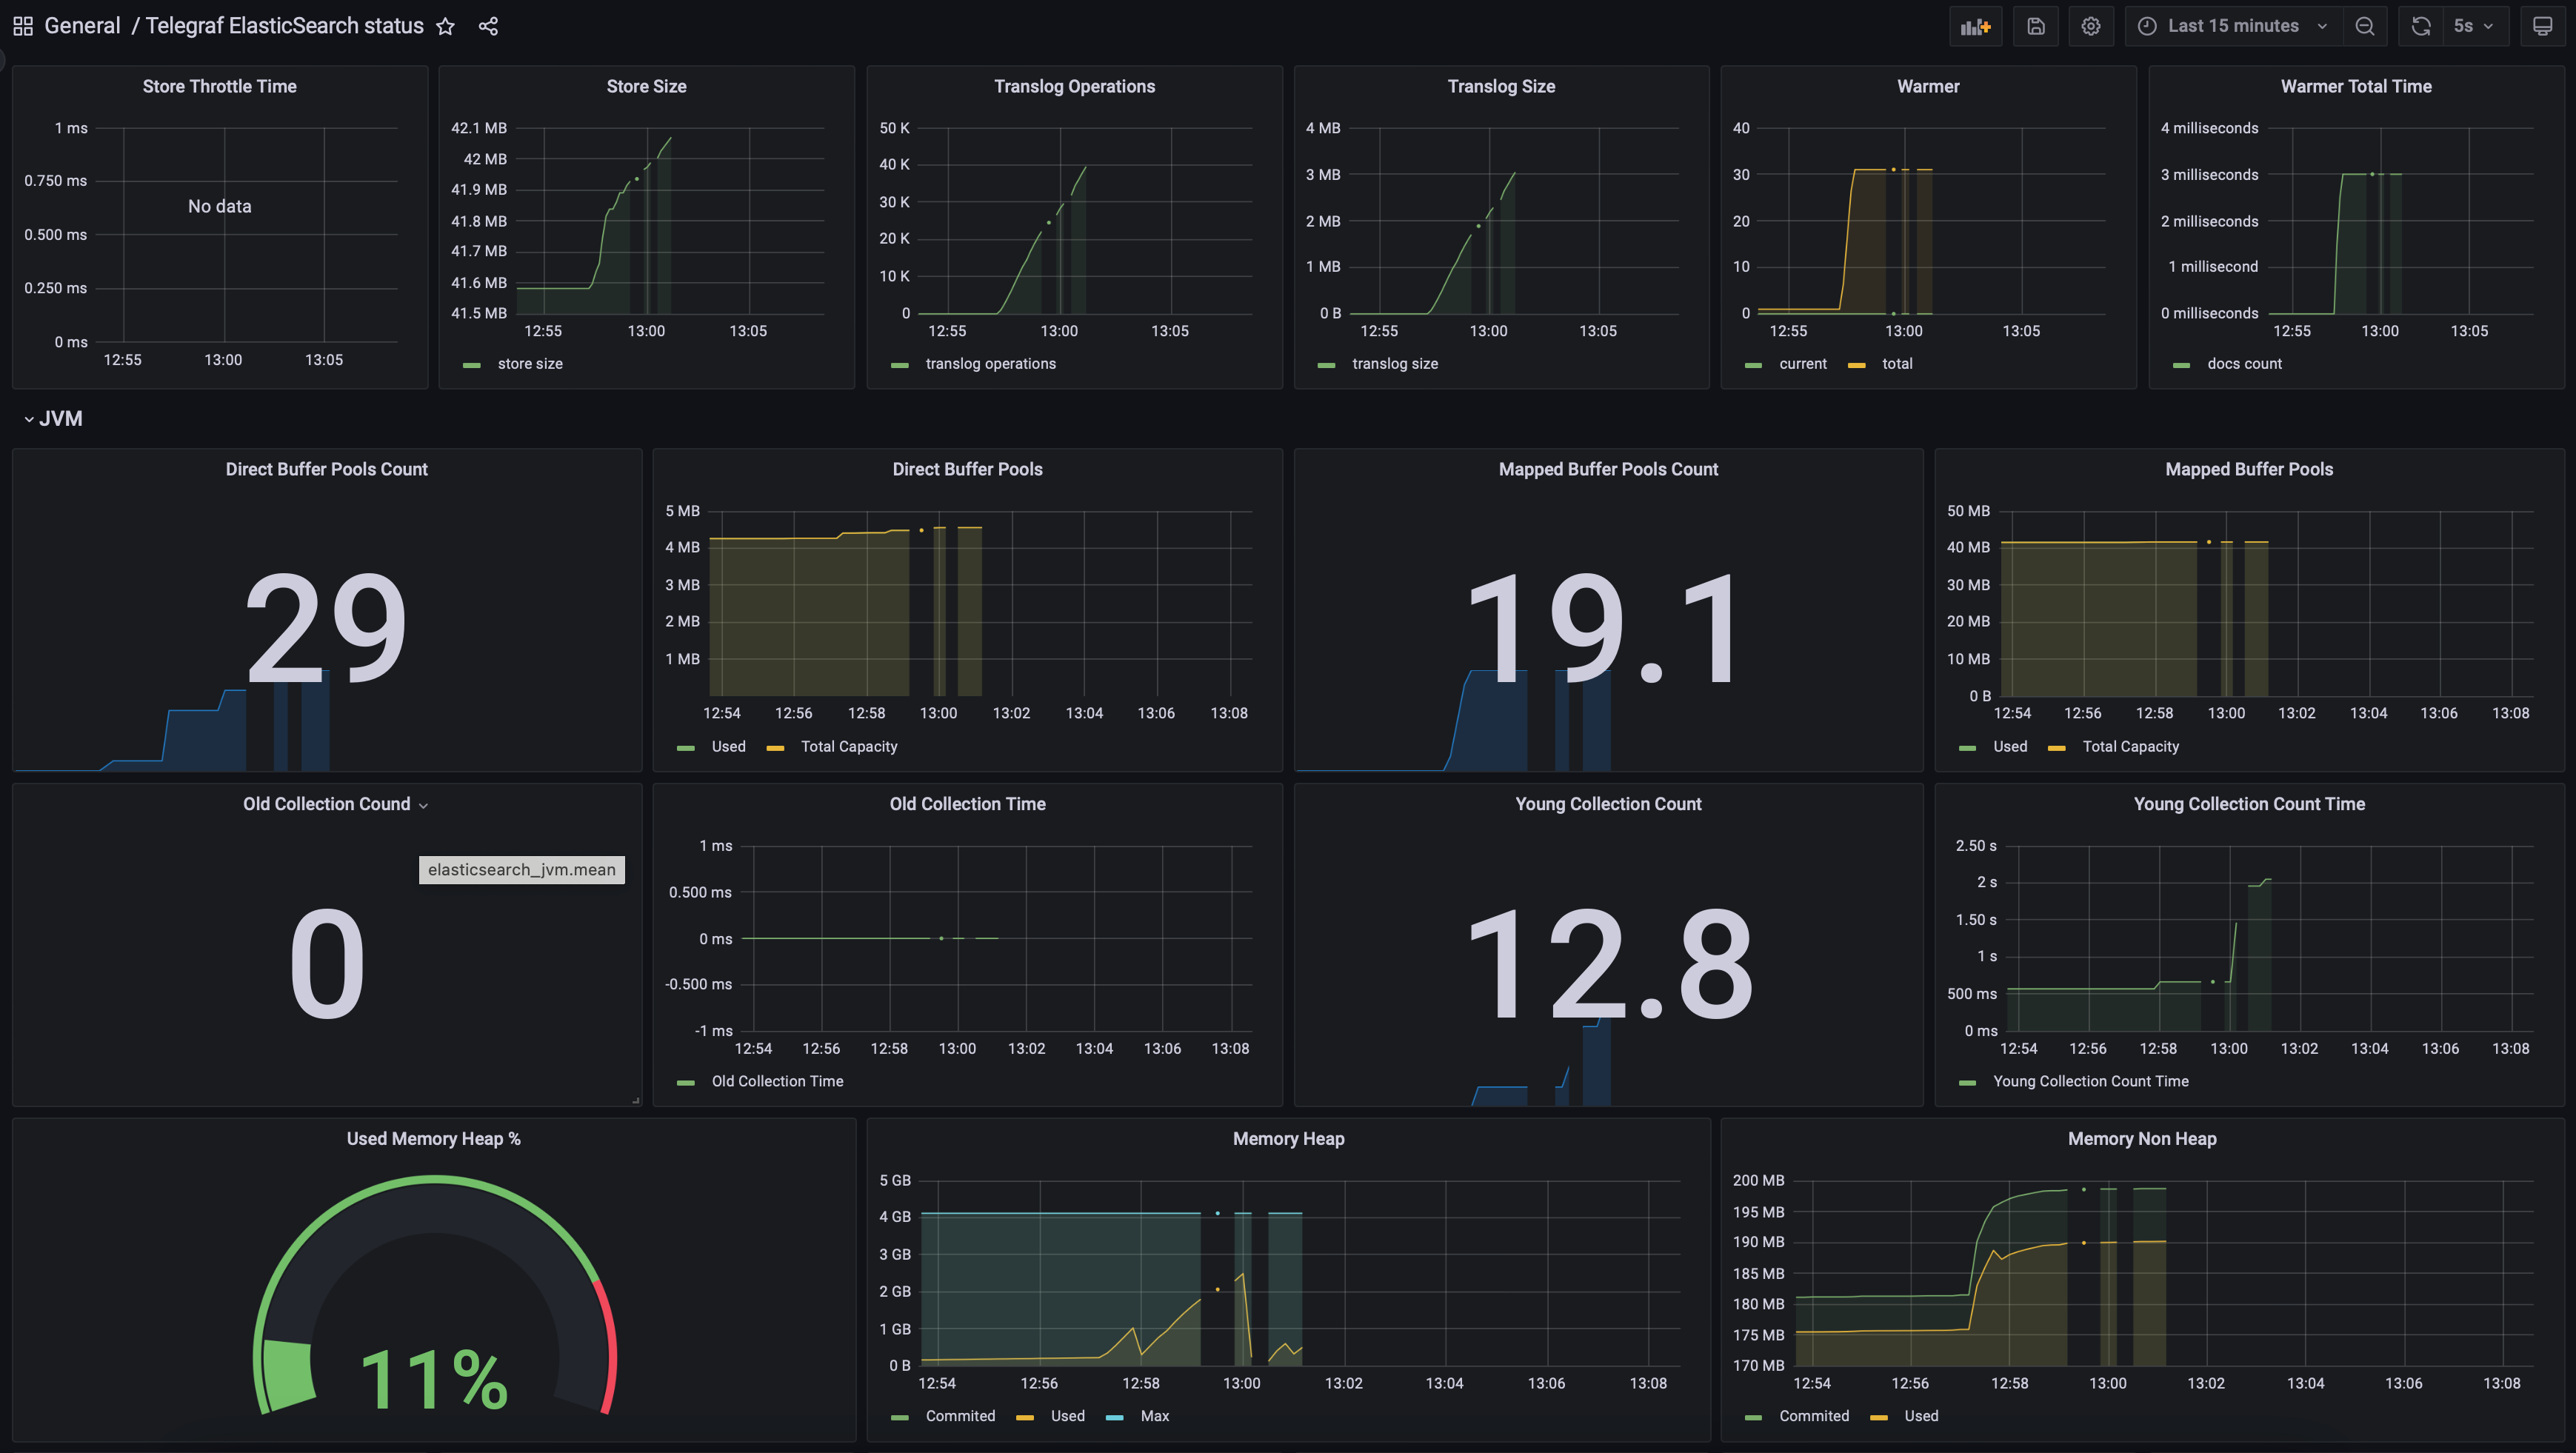 General / Telegraf ElasticSearch status
Last 15 minutes
5s
Store Throttle Time
1 ms
0.750 ms
0.500 ms
0.250 ms
0 ms
No data
12:55 13:00 13:05
Store Size
42.1 MB
42 MB
41.9 MB
41.8 MB
41.7 MB
41.6 MB
41.5 MB
12:55 13:00 13:05
store size
Translog Operations
50 K
40 K
30 K
20 K
10 K
0
12:55 13:00 13:05
translog operations
Translog Size
4 MB
3 MB
2 MB
1 MB
0 B
12:55 13:00 13:05
translog size
Warmer
40
30
20
10
0
12:55 13:00 13:05
current total
Warmer Total Time
4 milliseconds
3 milliseconds
2 milliseconds
1 millisecond
0 milliseconds
12:55 13:00 13:05
docs count
JVM
Direct Buffer Pools Count
29
Direct Buffer Pools
5 MB
4 MB
3 MB
2 MB
1 MB
12:54 12:56 12:58 13:00 13:02 13:04 13:06 13:08
Used Total Capacity
Mapped Buffer Pools Count
19.1
Mapped Buffer Pools
50 MB
40 MB
30 MB
20 MB
10 MB
0 B
12:54 12:56 12:58 13:00 13:02 13:04 13:06 13:08
Used Total Capacity
Old Collection Cound
elasticsearch_jvm.mean
0
Old Collection Time
1 ms
0.500 ms
0 ms
-0.500 ms
-1 ms
12:54 12:56 12:58 13:00 13:02 13:04 13:06 13:08
Old Collection Time
Young Collection Count
12.8
Young Collection Count Time
2.50 s
2 s
1.50 s
1 s
500 ms
0 ms
12:54 12:56 12:58 13:00 13:02 13:04 13:06 13:08
Young Collection Count Time
Used Memory Heap %
11%
Memory Heap
5 GB
4 GB
3 GB
2 GB
1 GB
0 B
12:54 12:56 12:58 13:00 13:02 13:04 13:06 13:08
Commited Used Max
Memory Non Heap
200 MB
195 MB
190 MB
185 MB
180 MB
175 MB
170 MB
12:54 12:56 12:58 13:00 13:02 13:04 13:06 13:08
Commited Used